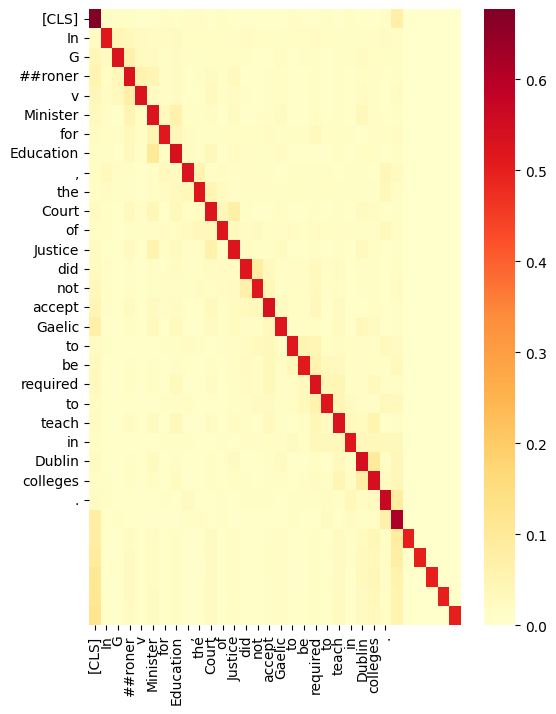 [CLS]
In
G
##roner
v
Minister
for
Education
,
the
Court
of
Justice
did
not
accept
Gaelic
to
be
required
to
teach
in
Dublin
colleges
.
0.6
0.5
0.4
0.3
0.2
0.1
0.0
[CLS]
In
G
##roner
v
Minister
for
Education
,
the
Court
of
Justice
did
not
accept
Gaelic
to
be
required
to
teach
in
Dublin
colleges
.